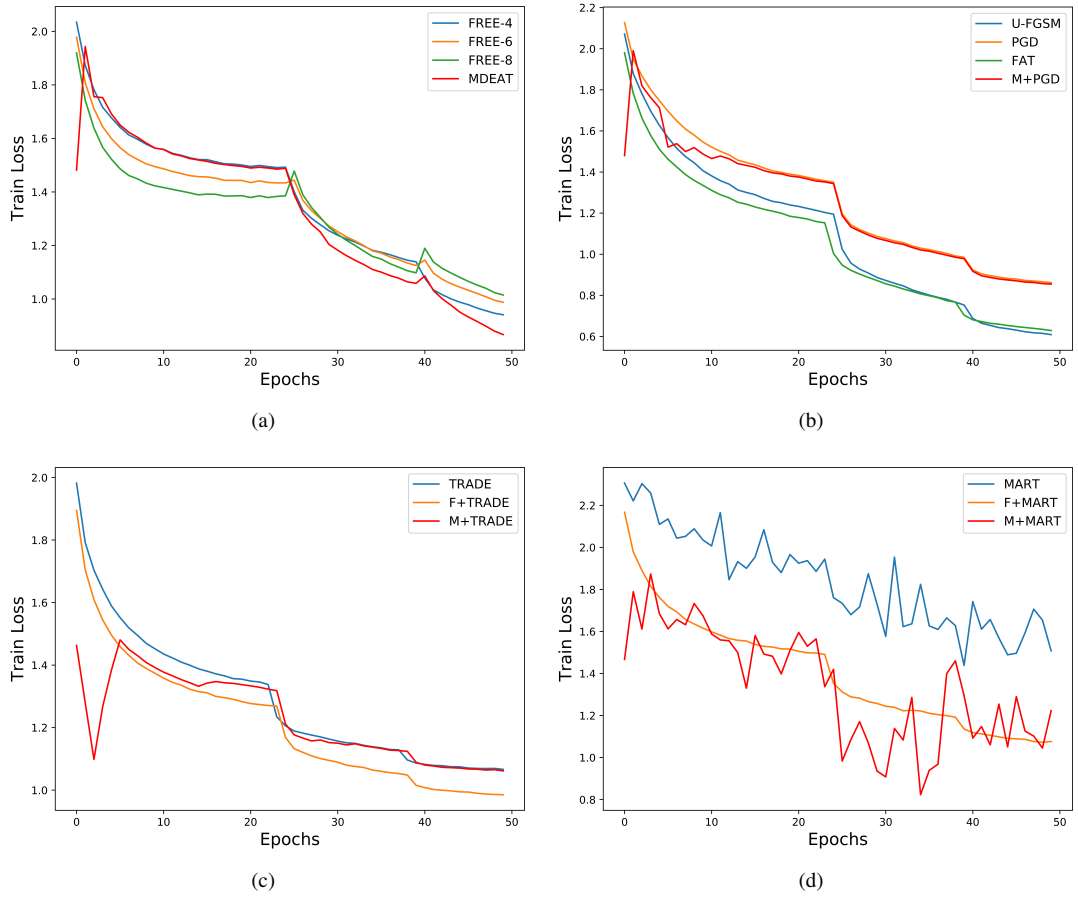 2.0
1.8
1.6
1.4
1.2
1.0
Train Loss
FREE-4
FREE-6
FREE-8
MDEAT
0
10
20
30
40
50
Epochs
(a)
2.2
2.0
1.8
1.6
1.4
1.2
1.0
0.8
0.6
Train Loss
U-FGSM
PGD
FAT
M+PGD
0
10
20
30
40
50
Epochs
(b)
2.0
1.8
1.6
1.4
1.2
1.0
Train Loss
TRADE
F+TRADE
M+TRADE
0
10
20
30
40
50
Epochs
(c)
2.2
2.0
1.8
1.6
1.4
1.2
1.0
0.8
Train Loss
MART
F+MART
M+MART
0
10
20
30
40
50
Epochs
(d)